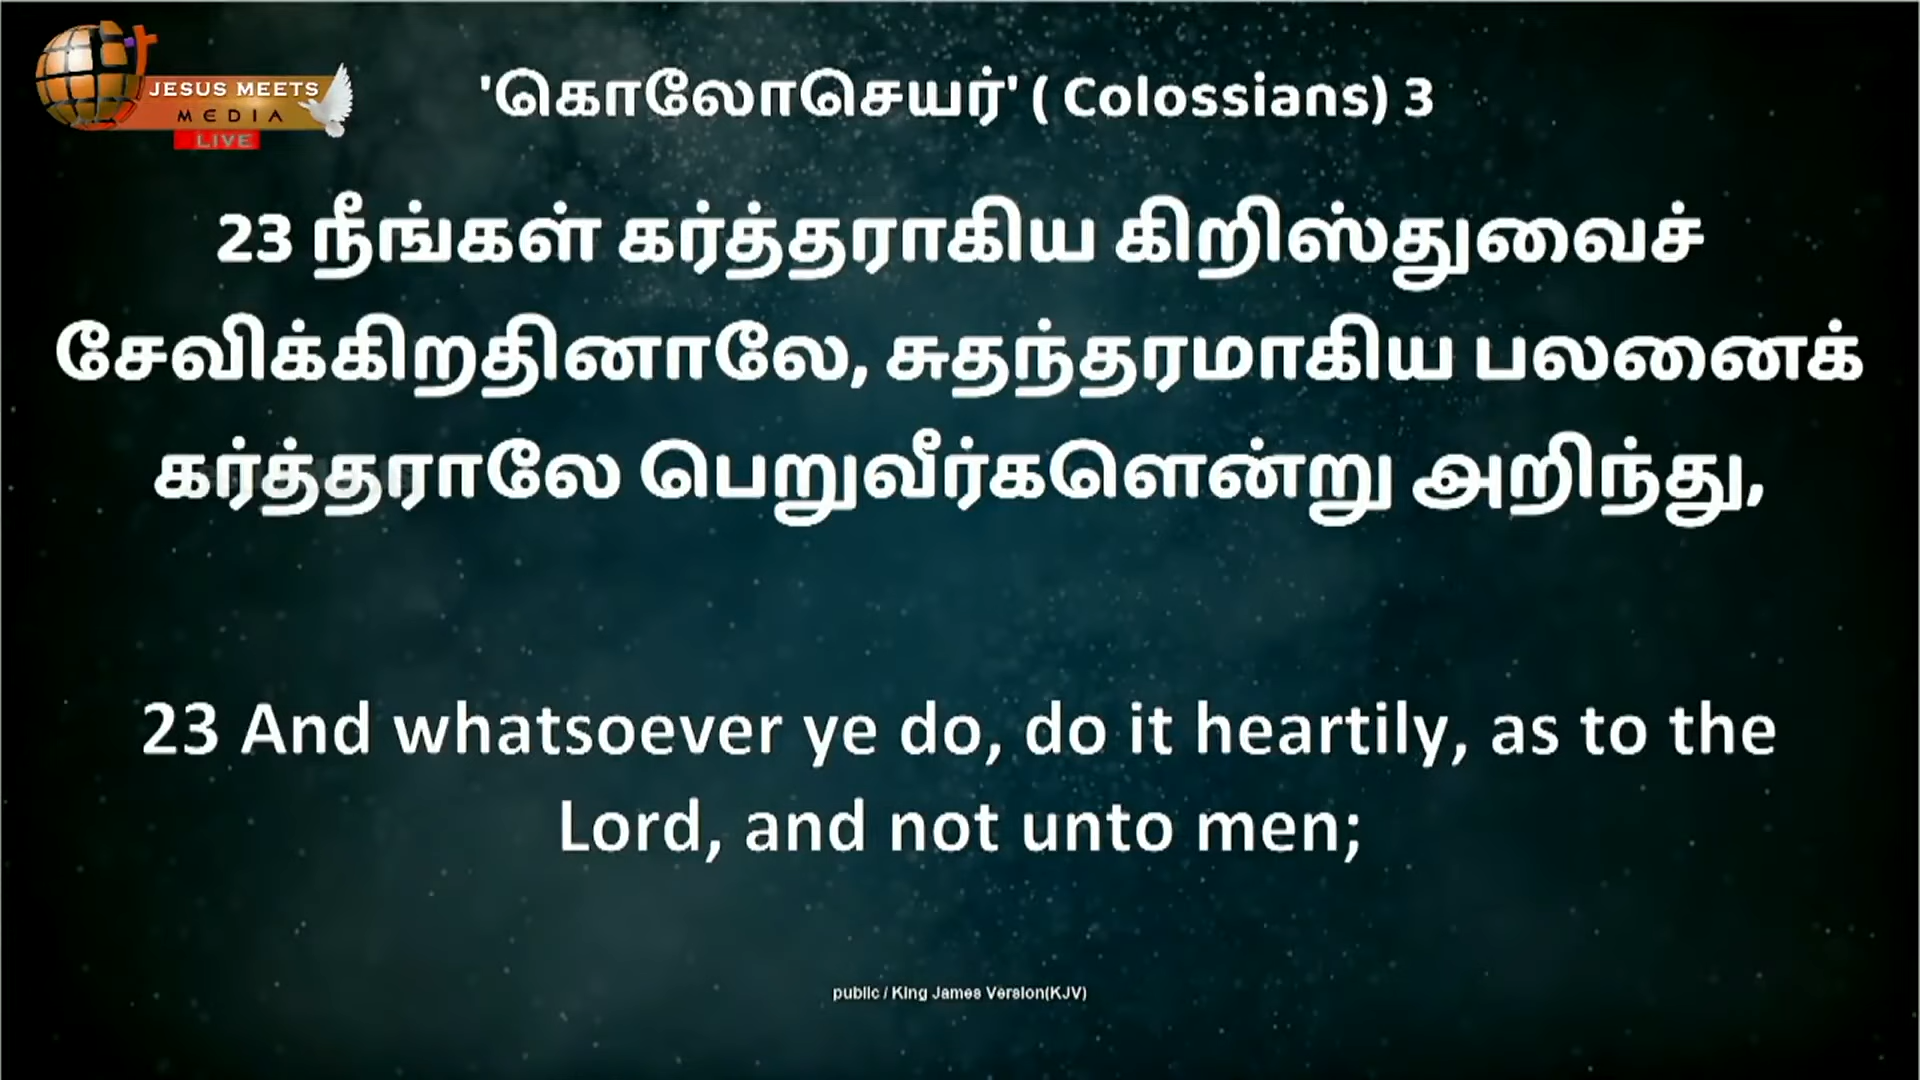 JESUS MEETS
MEDIA
LIVE
'கொலோசெயர்' ( Colossians) 3
23 நீங்கள் கர்த்தராகிய கிறிஸ்துவைச்
சேவிக்கிறதினாலே, சுதந்தரமாகிய பலனைக்
கர்த்தராலே பெறுவீர்களென்று அறிந்து,
23 And whatsoever ye do, do it heartily, as to the
Lord, and not unto men;
public / King James Version(KJV)